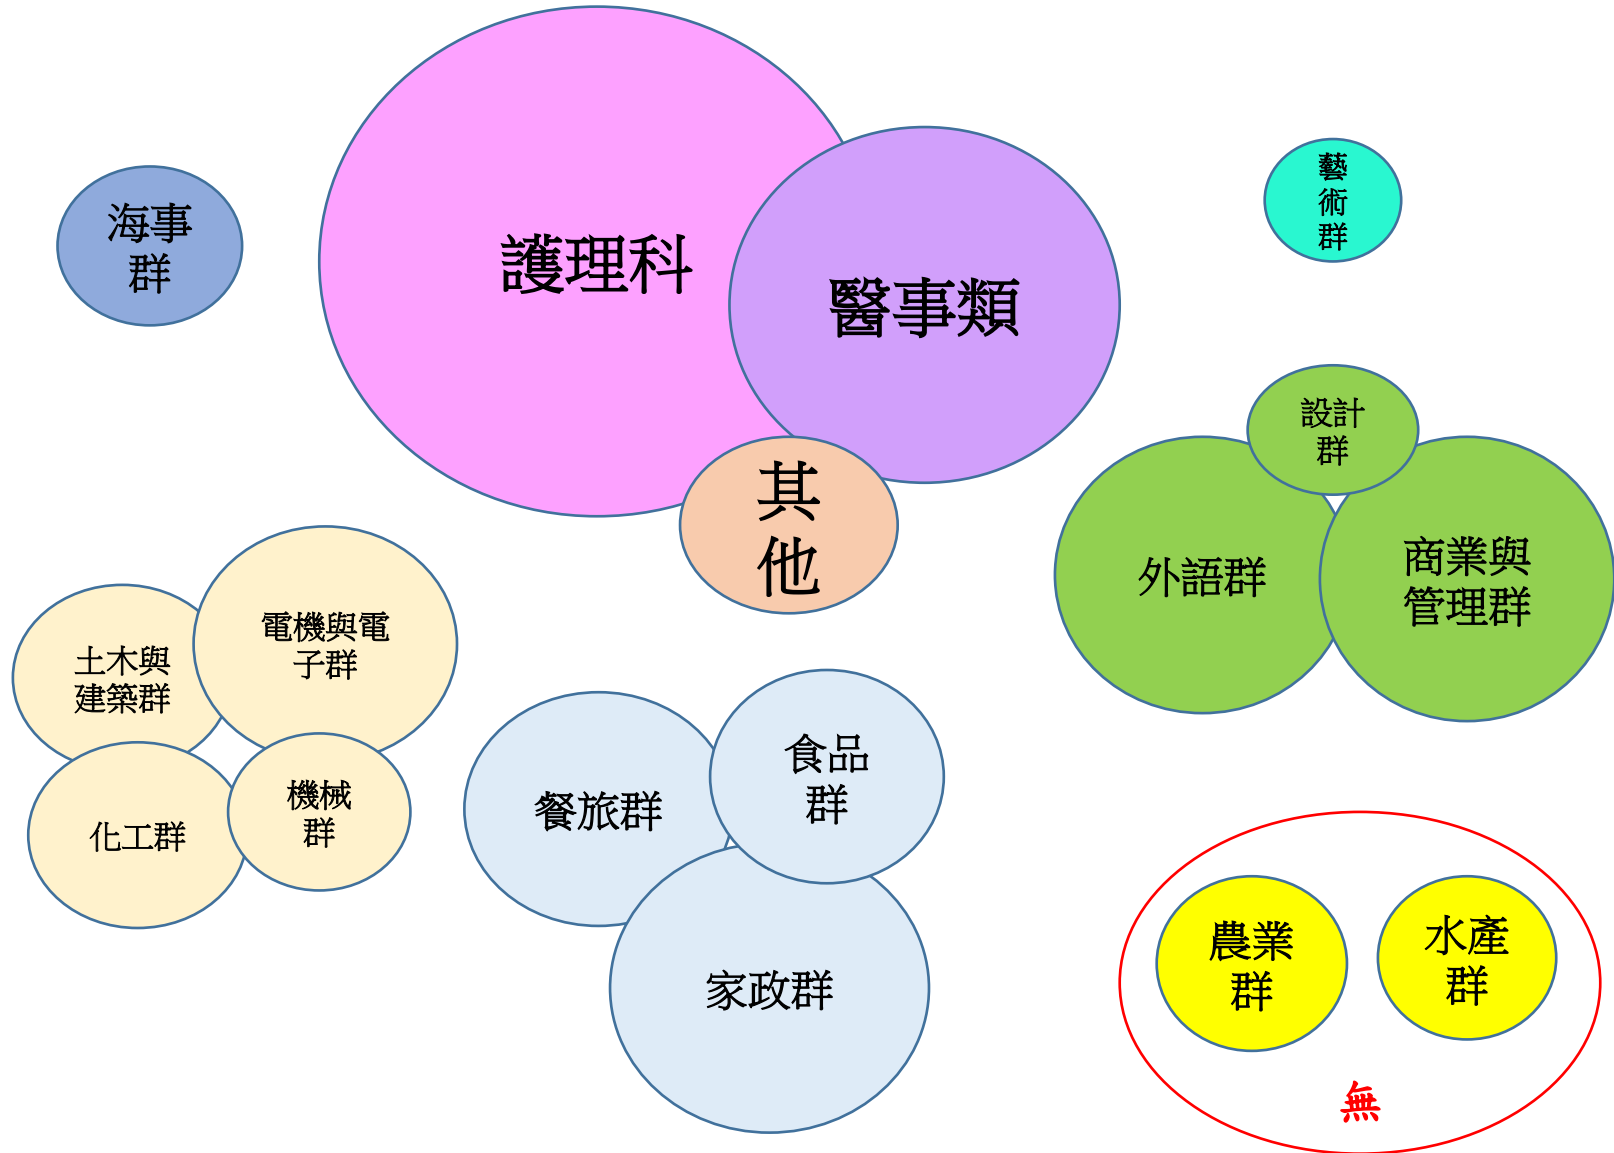 海事
群
護理科
醫事類
其
他
藝
術
群
設計
群
外語群
商業與
管理群
土木與
建築群
電機與電
子群
化工群
機械
群
餐旅群
食品
群
家政群
農業
群
水產
群
無